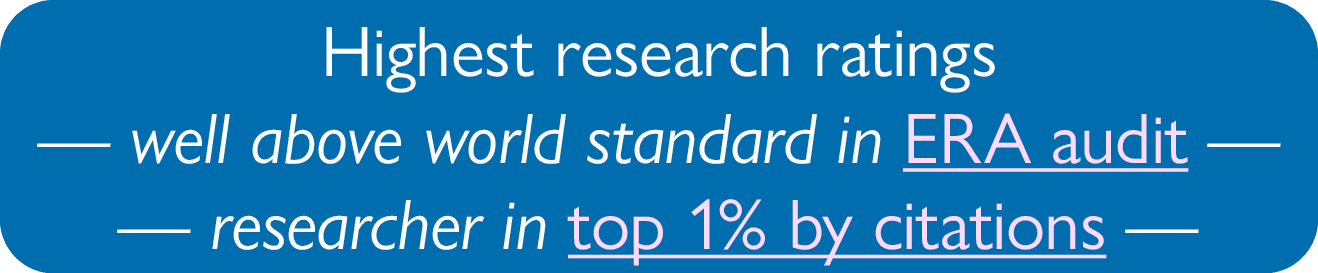 Highest research ratings
— well above world standard in ERA audit —
— researcher in top 1% by citations —